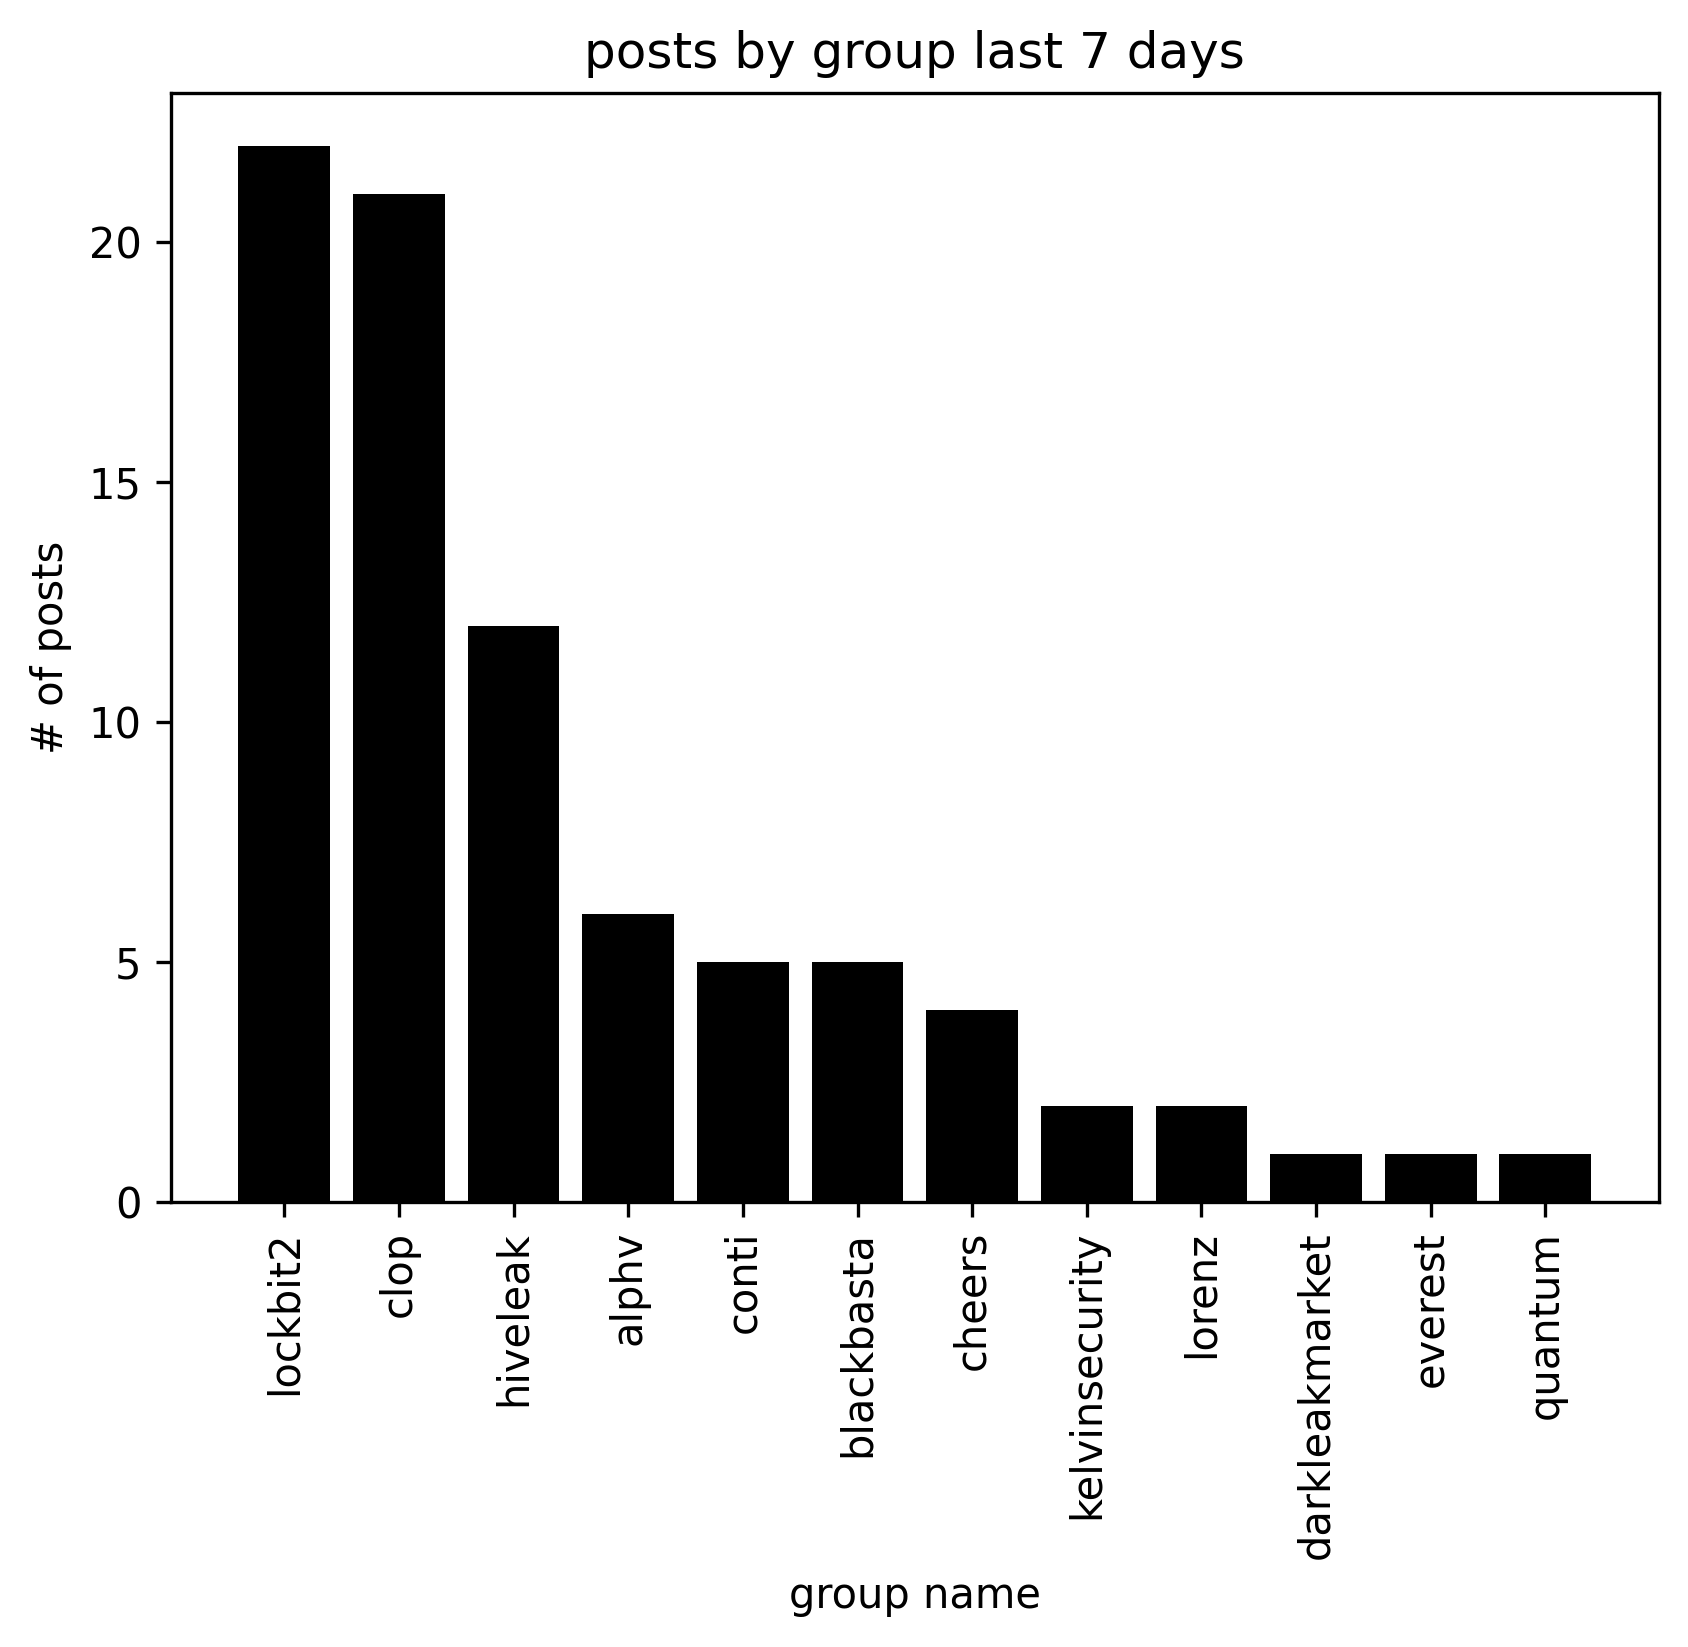 posts by group last 7 days
# of posts
20
15
10
5
0
lockbit2
clop
hiveleak
alphv
conti
blackbasta
cheers
kelvinsecurity
lorenz
darkleakmarket
everest
quantum
group name